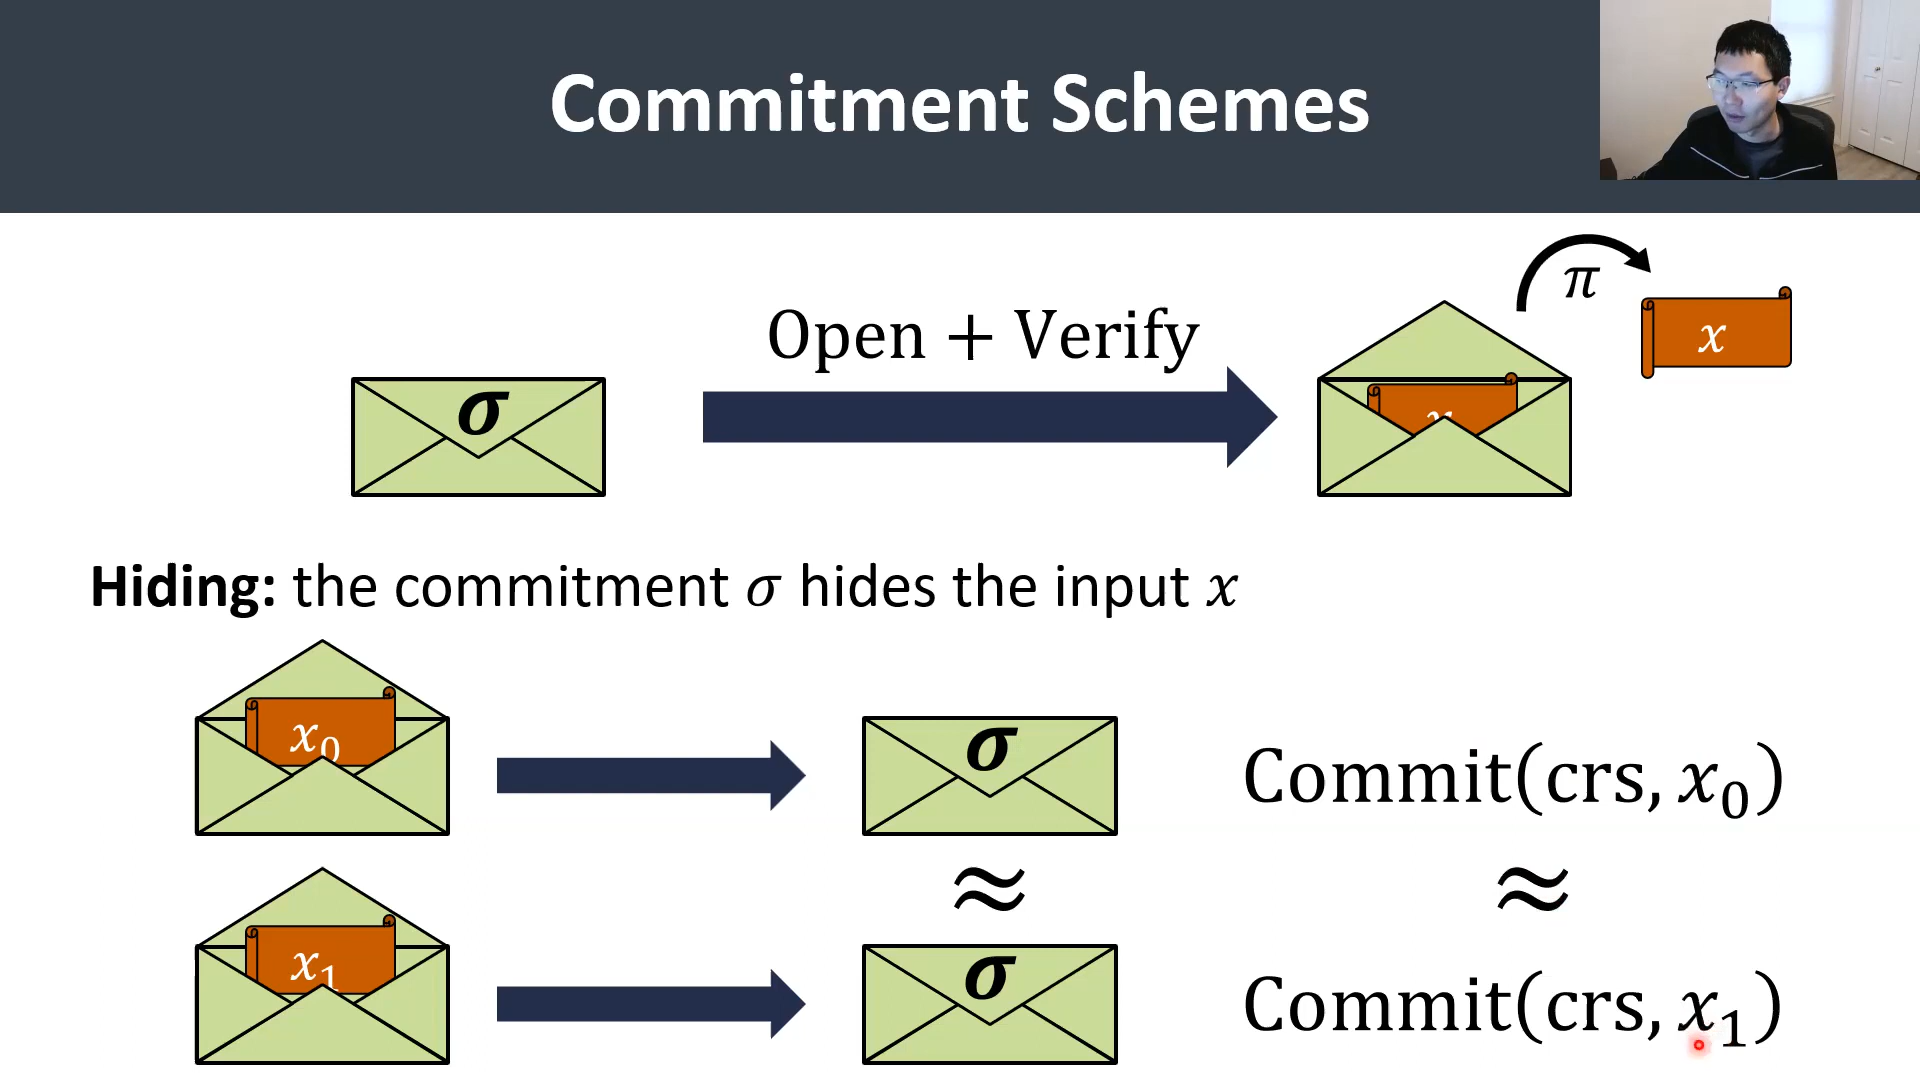 Commitment Schemes
π
x
Open + Verify
σ
x
Hiding: the commitment σ hides the input x
x₀
σ
Commit(crs, x₀)
≈
≈
x₁
σ
Commit(crs, x₁)